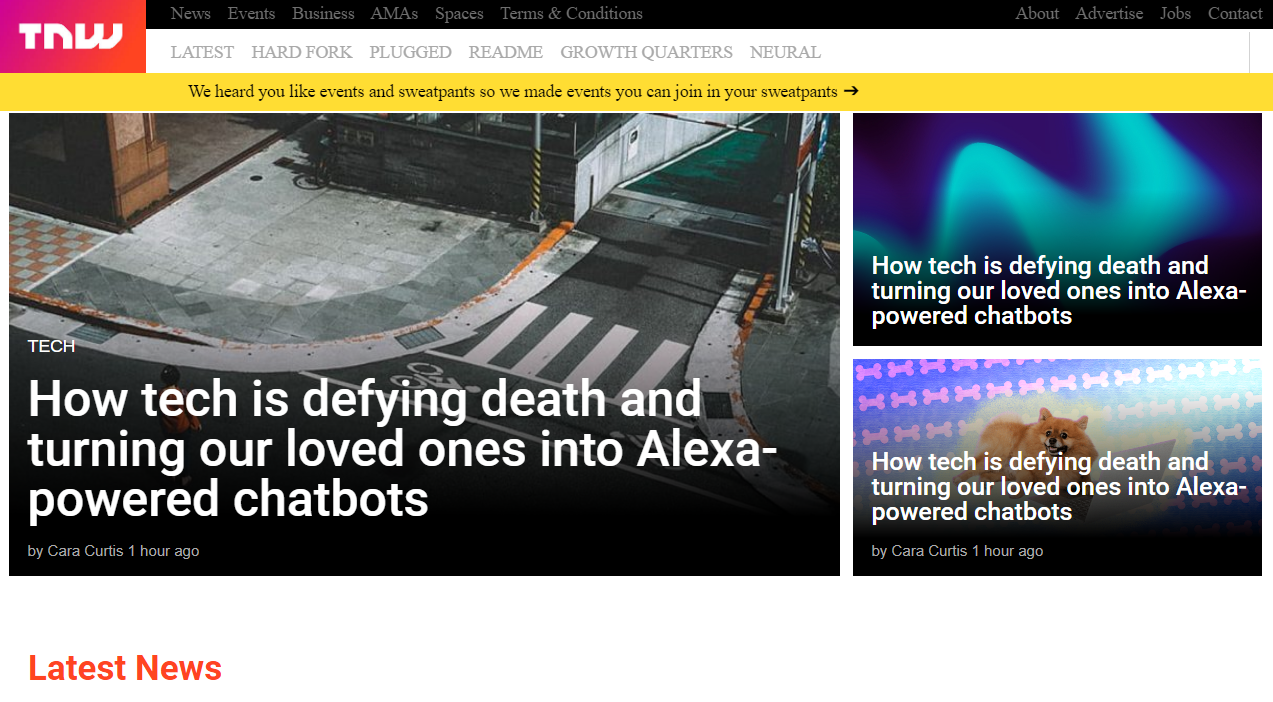 TNW
News Events Business AMAs Spaces Terms & Conditions About Advertise Jobs Contact
LATEST HARD FORK PLUGGED README GROWTH QUARTERS NEURAL
We heard you like events and sweatpants so we made events you can join in your sweatpants ➔
TECH
How tech is defying death and
turning our loved ones into Alexa-
powered chatbots
by Cara Curtis 1 hour ago
How tech is defying death and
turning our loved ones into Alexa-
powered chatbots
How tech is defying death and
turning our loved ones into Alexa-
powered chatbots
by Cara Curtis 1 hour ago
Latest News